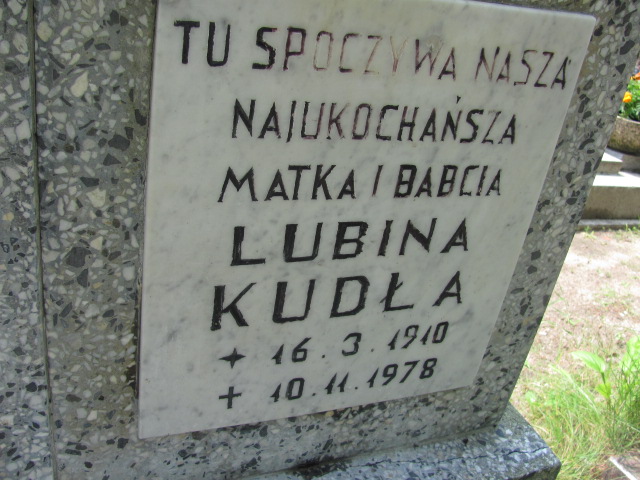 TU SPOCZYWA NASZA
NAJUKOCHAŃSZA
MATKA I BABCIA
LUBINA
KUDŁA
✦ 16.3.1910
+ 10.11.1978